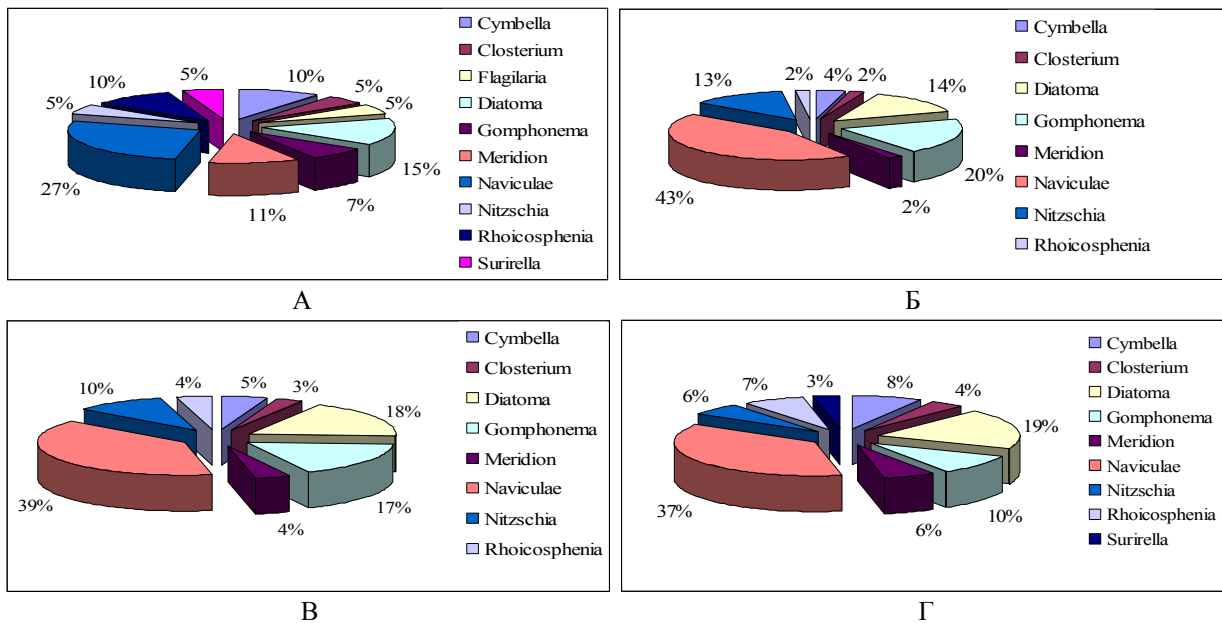 Cymbella
Closterium
Flagilaria
Diatoma
Gomphonema
Meridion
Naviculae
Nitzschia
Rhoicosphenia
Surirella
10%
5%
5%
15%
7%
11%
27%
5%
10%
5%
А
Cymbella
Closterium
Diatoma
Gomphonema
Meridion
Naviculae
Nitzschia
Rhoicosphenia
4%
2%
14%
20%
2%
43%
13%
2%
Б
Cymbella
Closterium
Diatoma
Gomphonema
Meridion
Naviculae
Nitzschia
Rhoicosphenia
5%
3%
18%
17%
4%
39%
10%
4%
В
Cymbella
Closterium
Diatoma
Gomphonema
Meridion
Naviculae
Nitzschia
Rhoicosphenia
Surirella
8%
4%
19%
10%
6%
37%
6%
7%
3%
Г